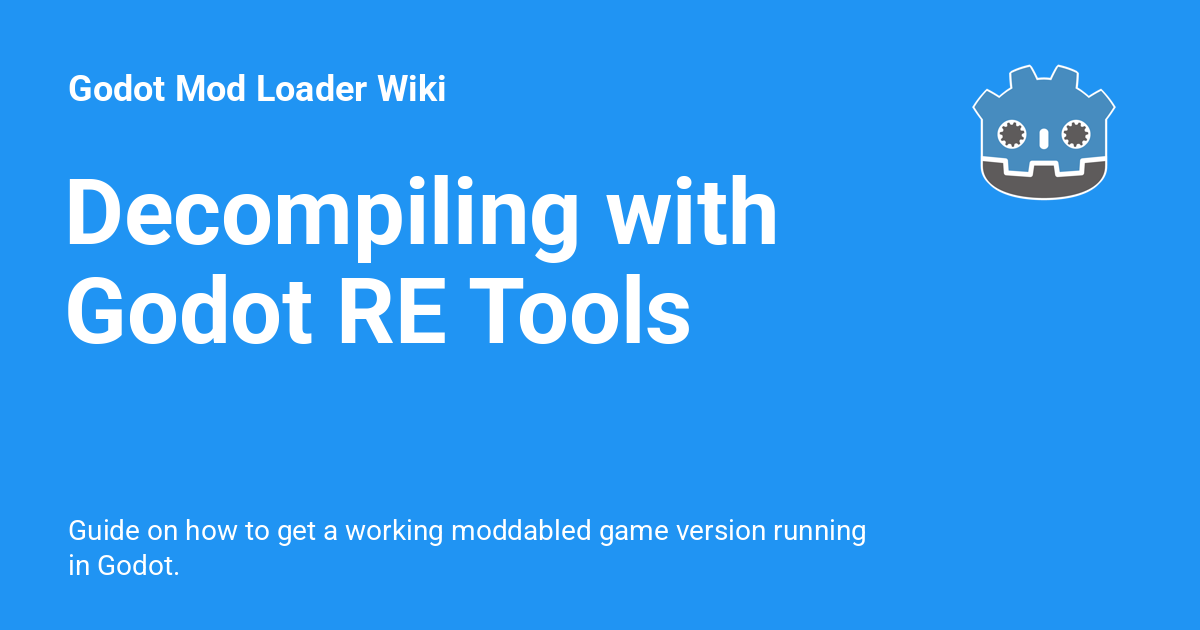 Godot Mod Loader Wiki
Decompiling with
Godot RE Tools
Guide on how to get a working moddabled game version running
in Godot.